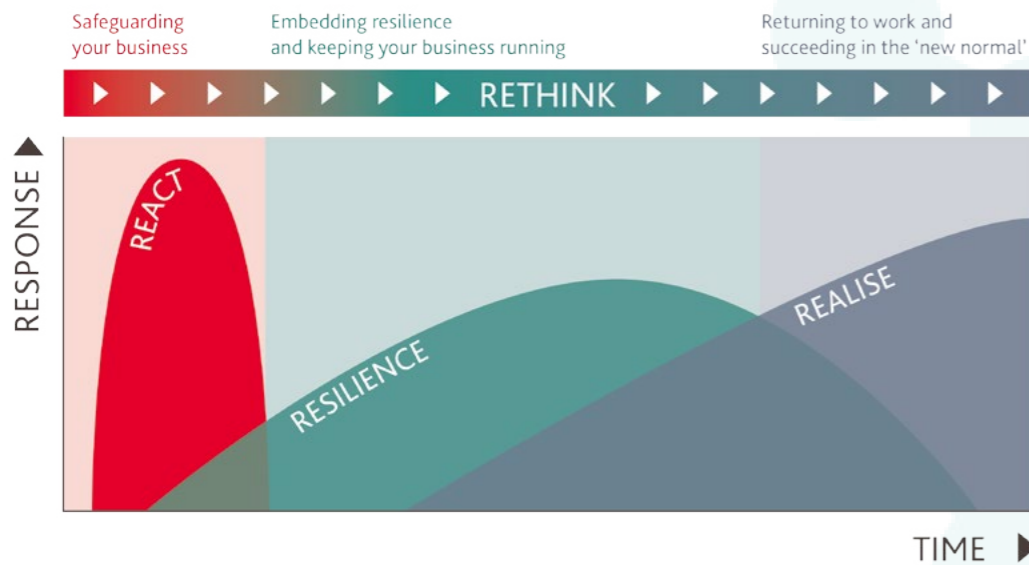 Safeguarding
your business
Embedding resilience
and keeping your business running
Returning to work and
succeeding in the ‘new normal’
RETHINK
RESPONSE
REACT
RESILIENCE
REALISE
TIME